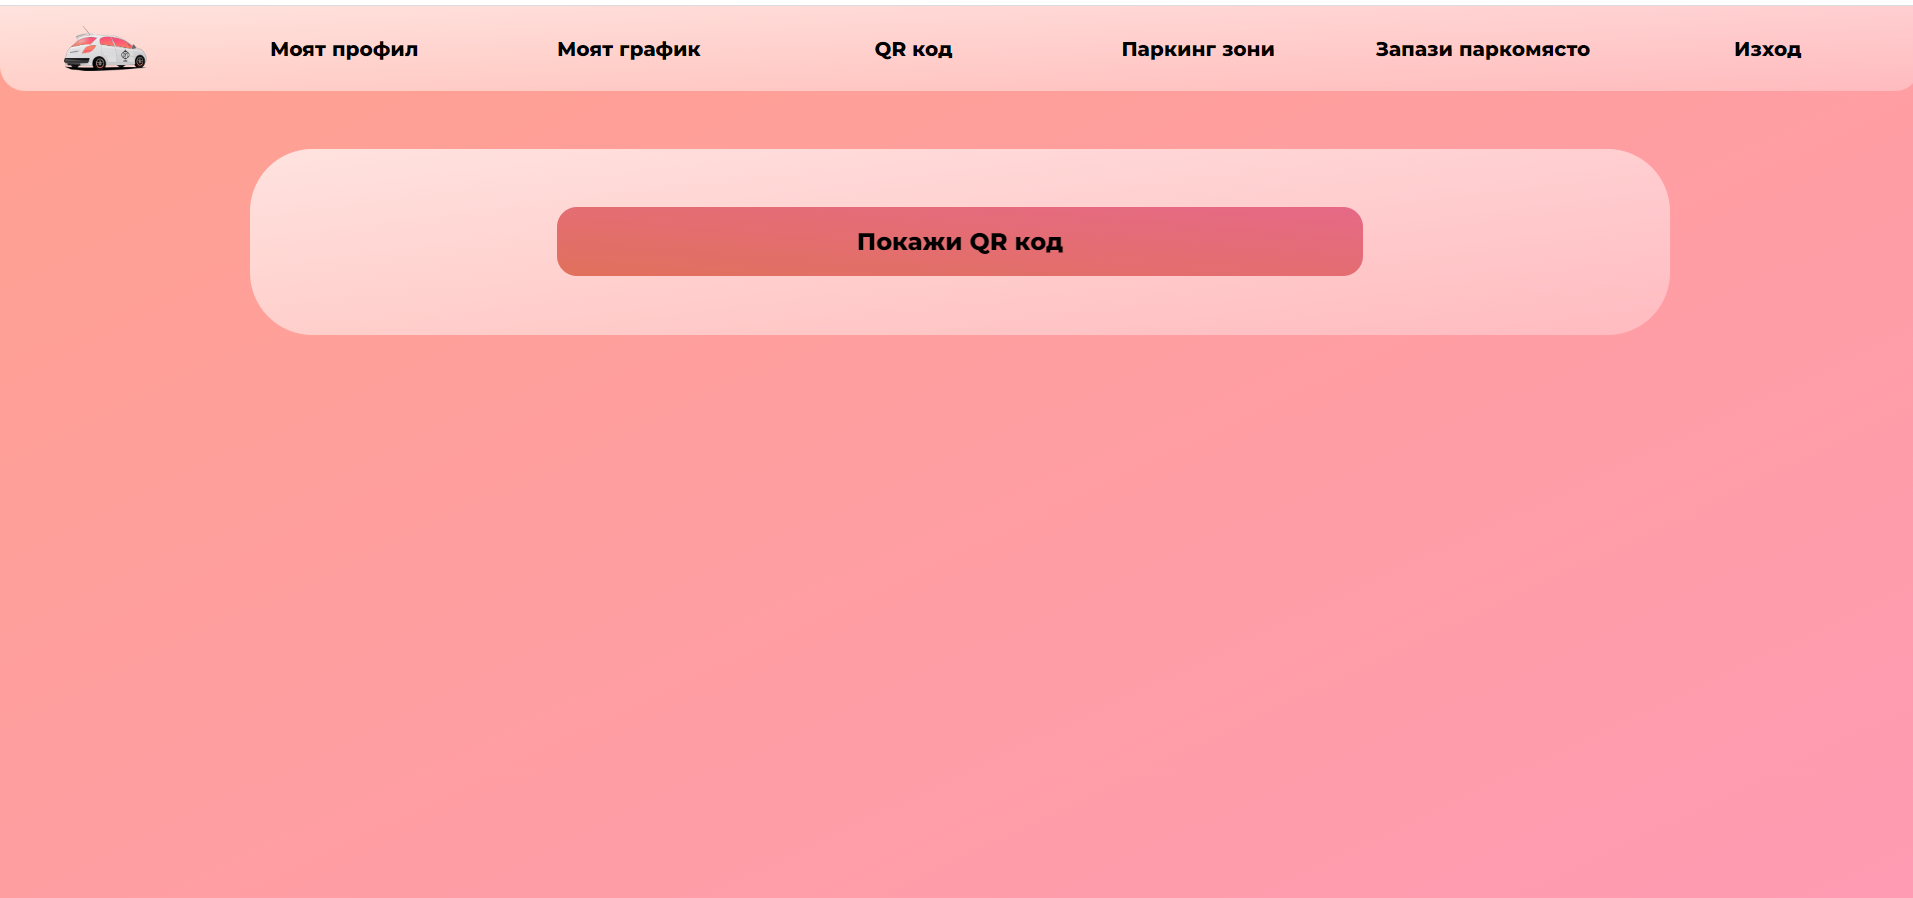 Моят профил
Моят график
QR код
Паркинг зони
Запази паркомясто
Изход
Покажи QR код